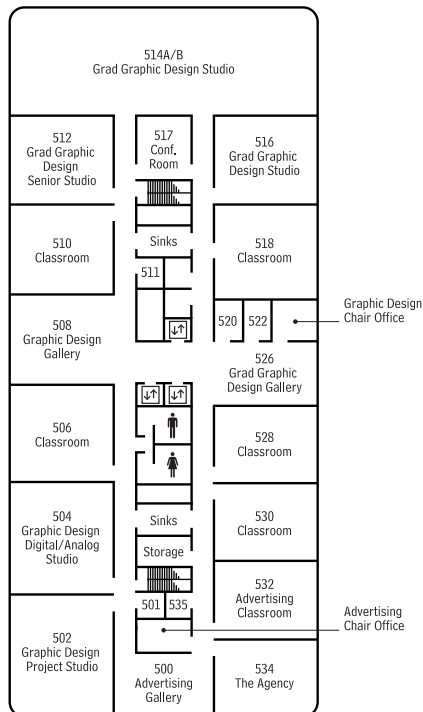 514A/B
Grad Graphic Design Studio
512
Grad Graphic
Design
Senior Studio
517
Conf.
Room
516
Grad Graphic
Design Studio
510
Classroom
Sinks
511
518
Classroom
520
522
Graphic Design
Chair Office
508
Graphic Design
Gallery
526
Grad Graphic
Design Gallery
506
Classroom
528
Classroom
504
Graphic Design
Digital/Analog
Studio
Sinks
530
Classroom
Storage
501
535
532
Advertising
Classroom
Advertising
Chair Office
502
Graphic Design
Project Studio
500
Advertising
Gallery
534
The Agency